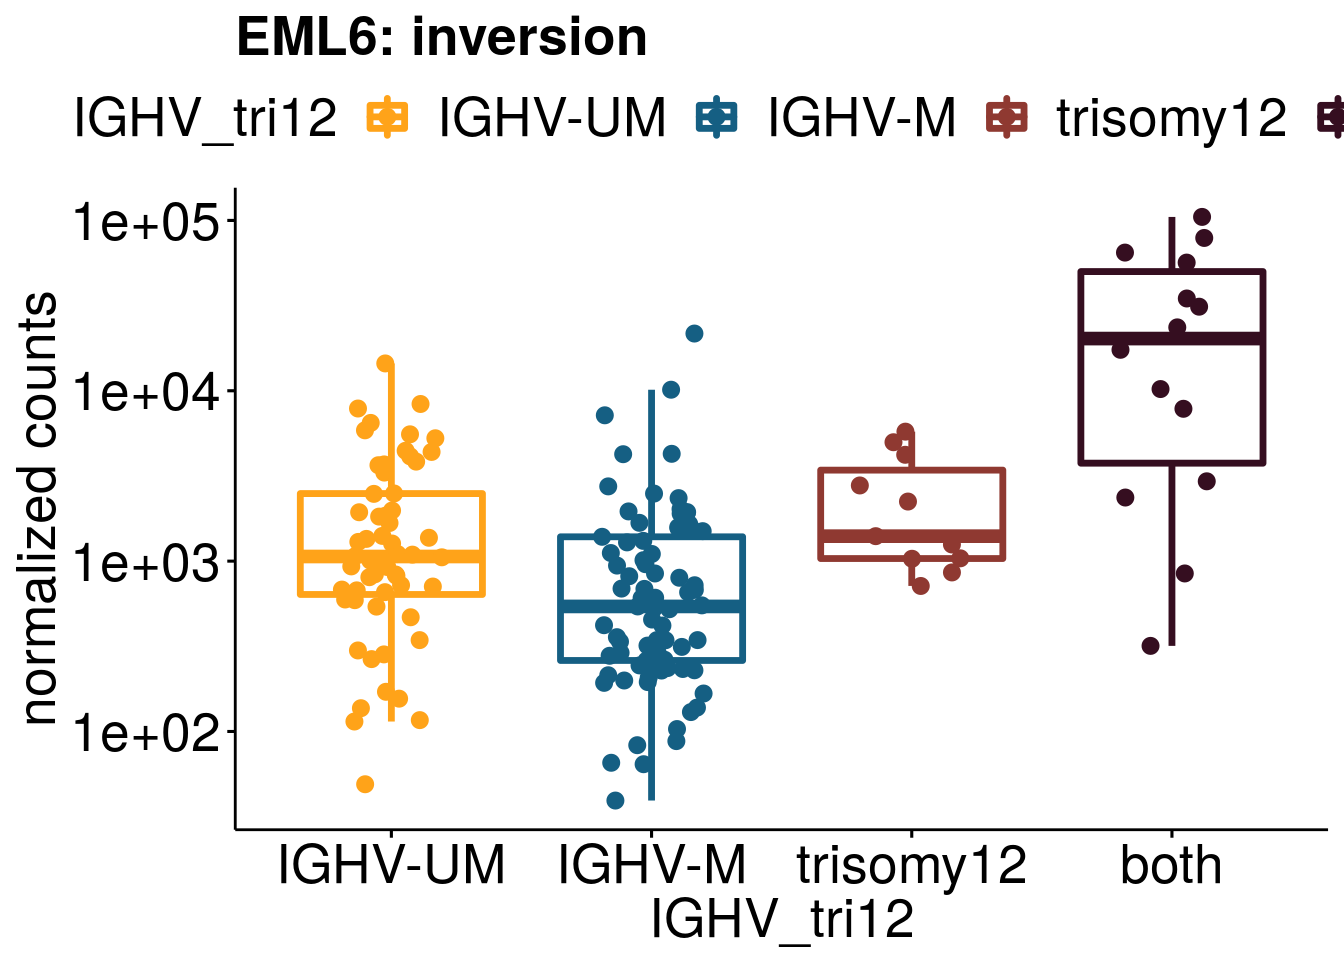 EML6: inversion
IGHV_tri12 IGHV-UM IGHV-M trisomy12
normalized counts
1e+05
1e+04
1e+03
1e+02
IGHV-UM IGHV-M trisomy12 both
IGHV_tri12